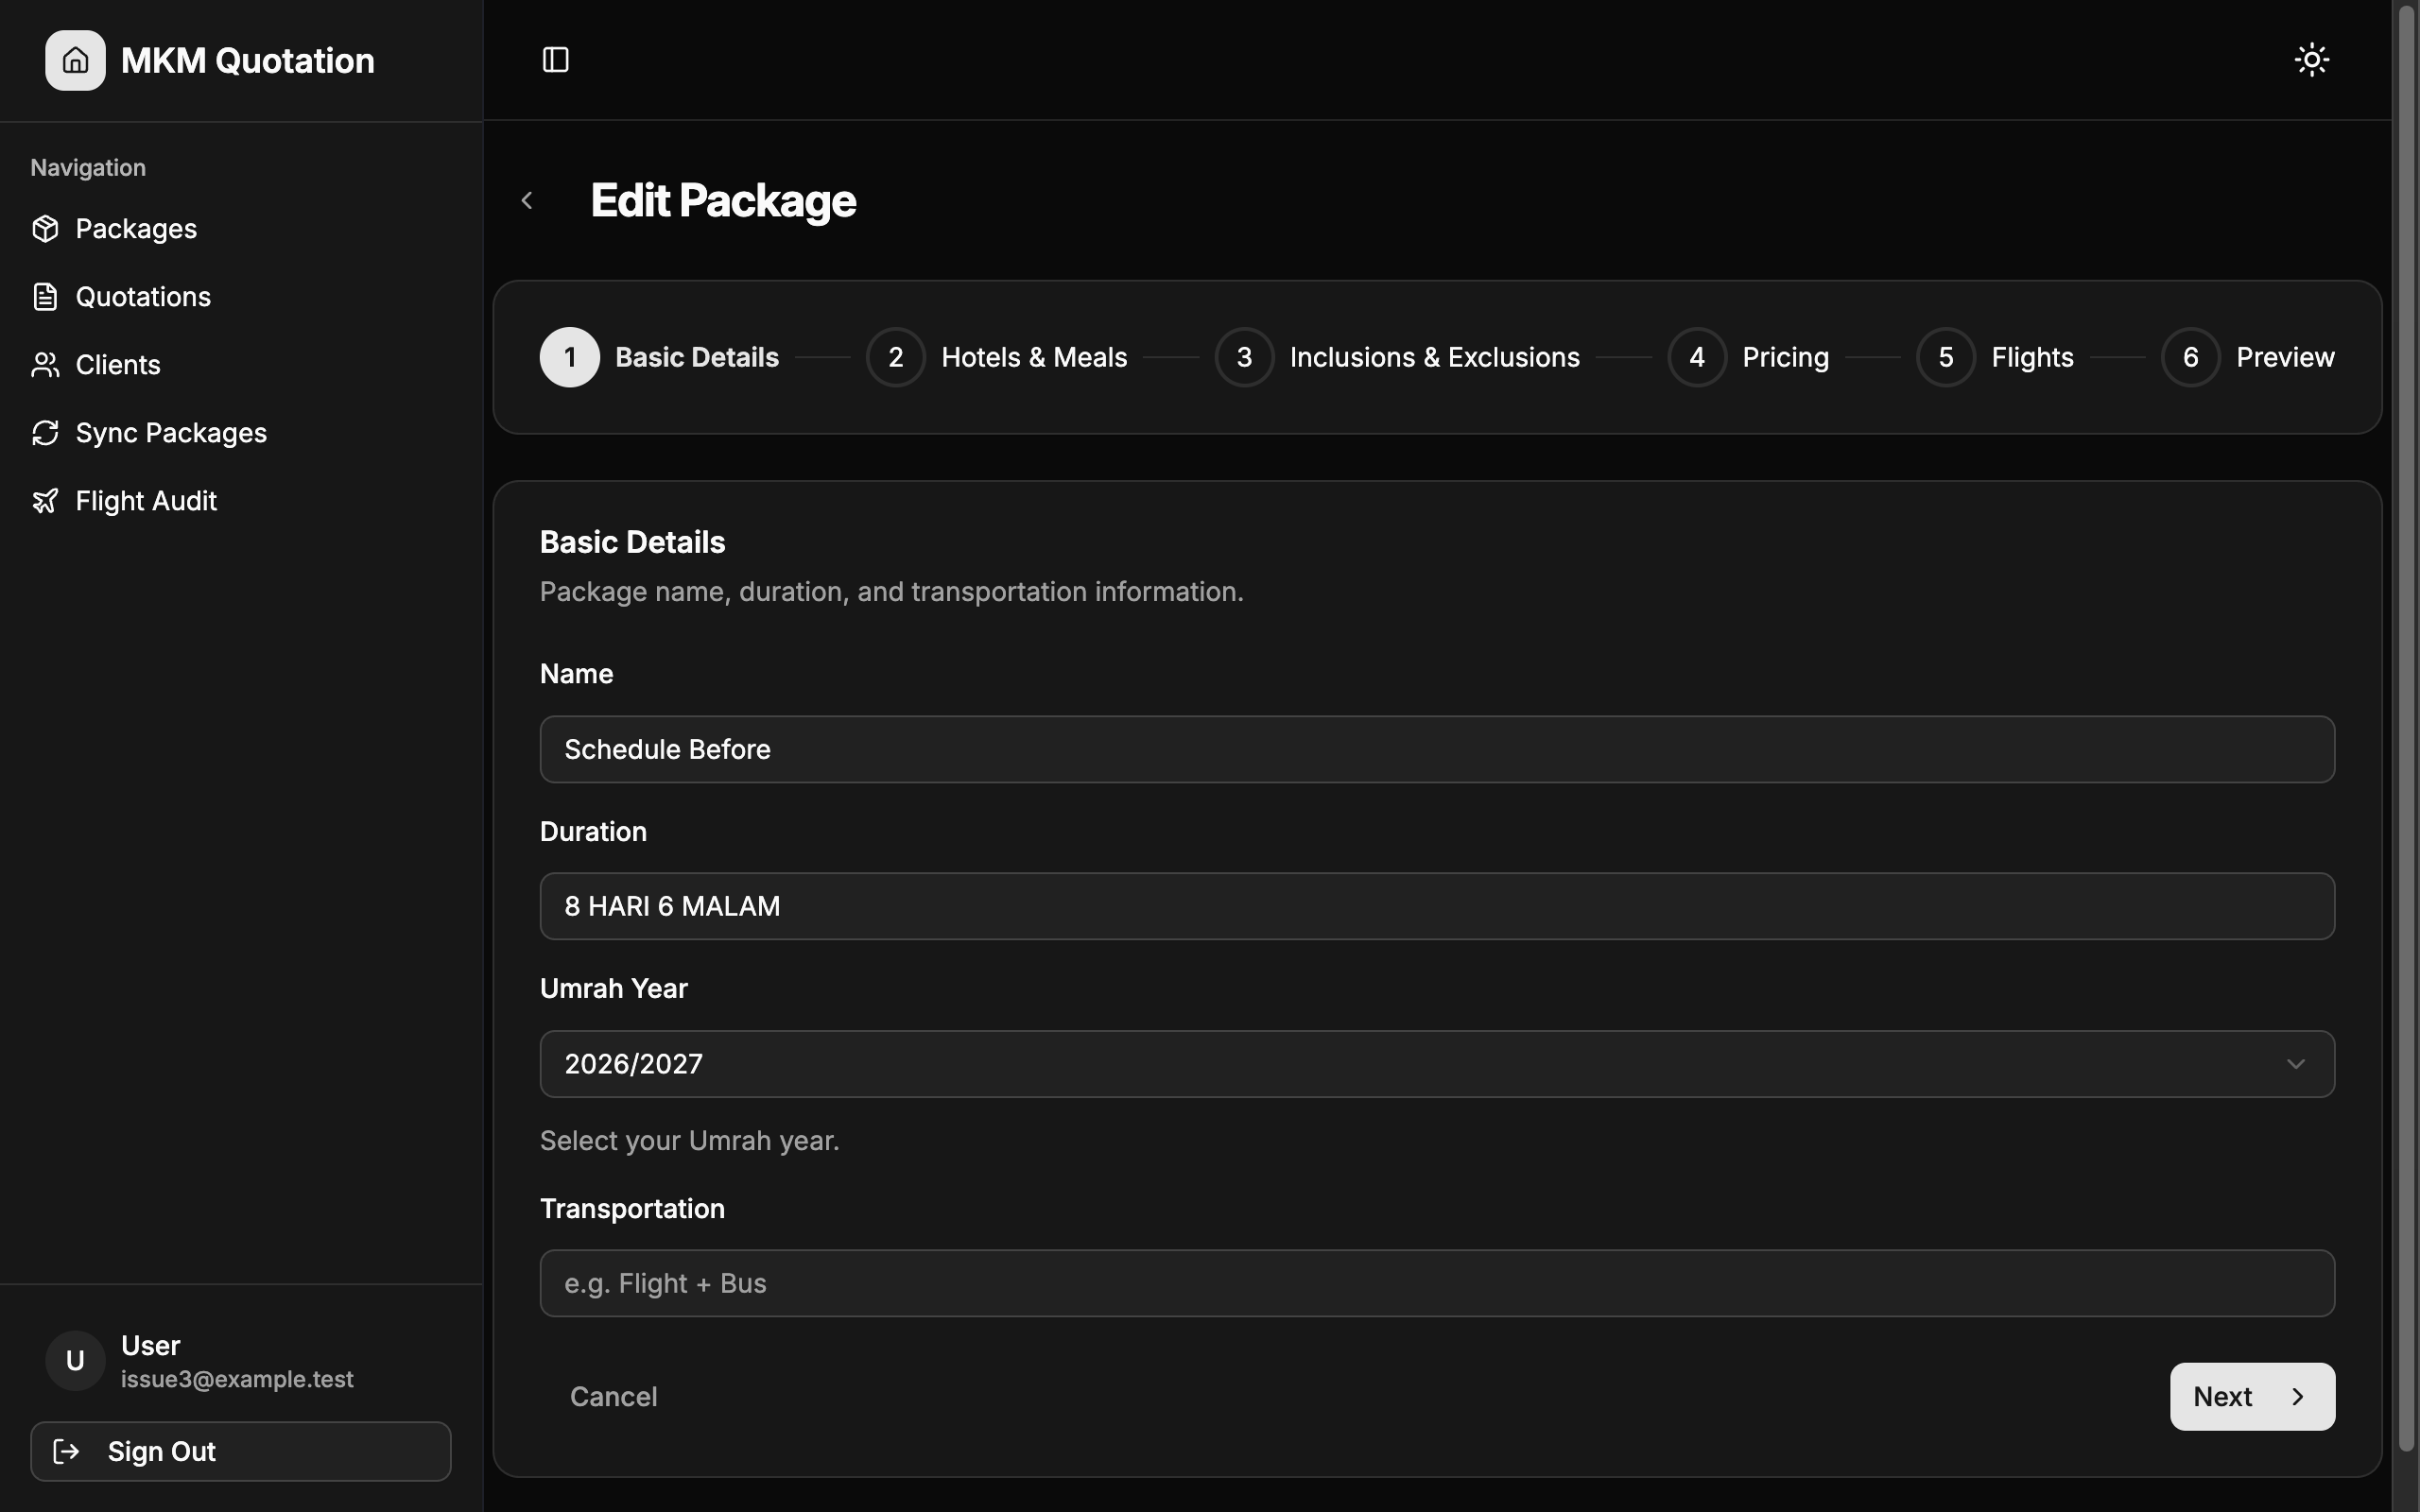 MKM Quotation
Navigation
Packages
Quotations
Clients
Sync Packages
Flight Audit
User
U
issue3@example.test
Sign Out
Edit Package
1 Basic Details
2 Hotels & Meals
3 Inclusions & Exclusions
4 Pricing
5 Flights
6 Preview
Basic Details
Package name, duration, and transportation information.
Name
Schedule Before
Duration
8 HARI 6 MALAM
Umrah Year
2026/2027
Select your Umrah year.
Transportation
e.g. Flight + Bus
Cancel
Next